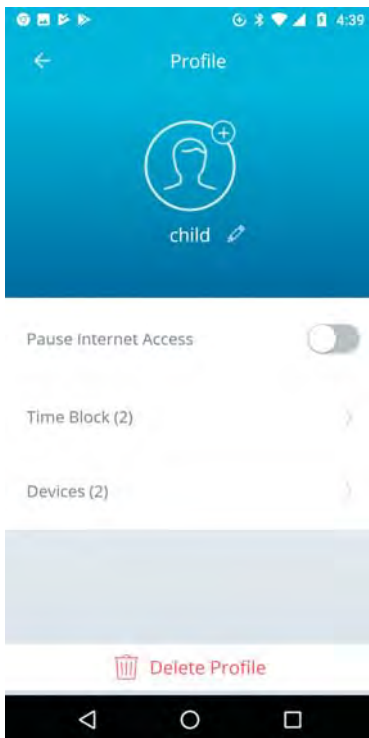 4:39
Profile
child
Pause Internet Access
Time Block (2)
Devices (2)
Delete Profile